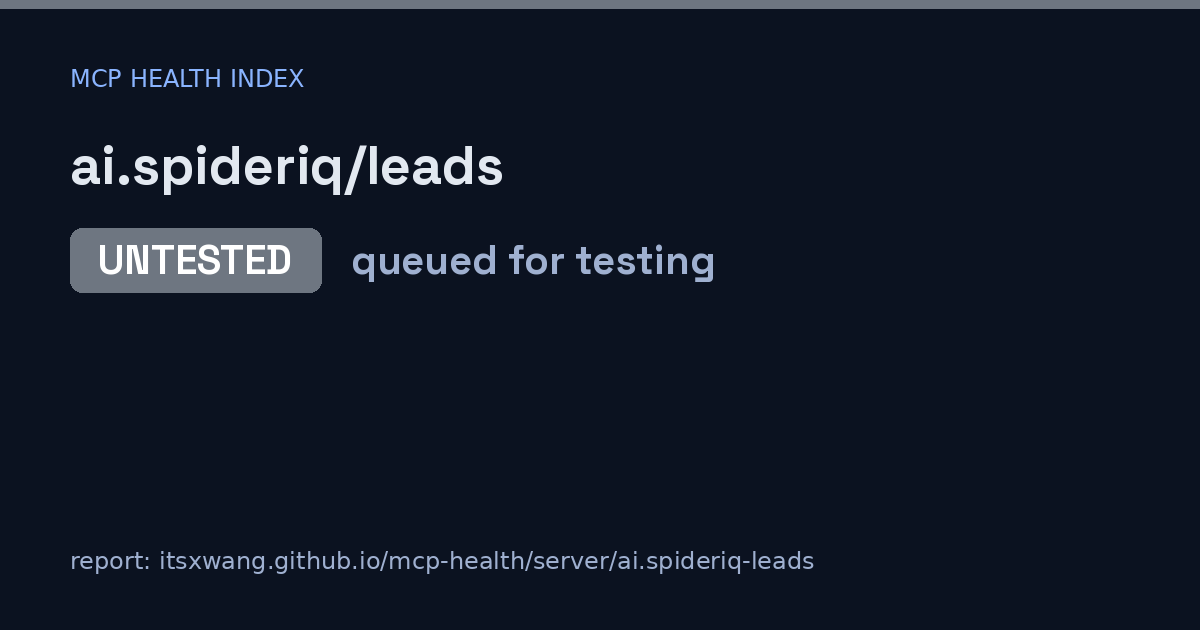 MCP HEALTH INDEX
ai.spideriq/leads
UNTESTED queued for testing
report: itsxwang.github.io/mcp-health/server/ai.spideriq-leads